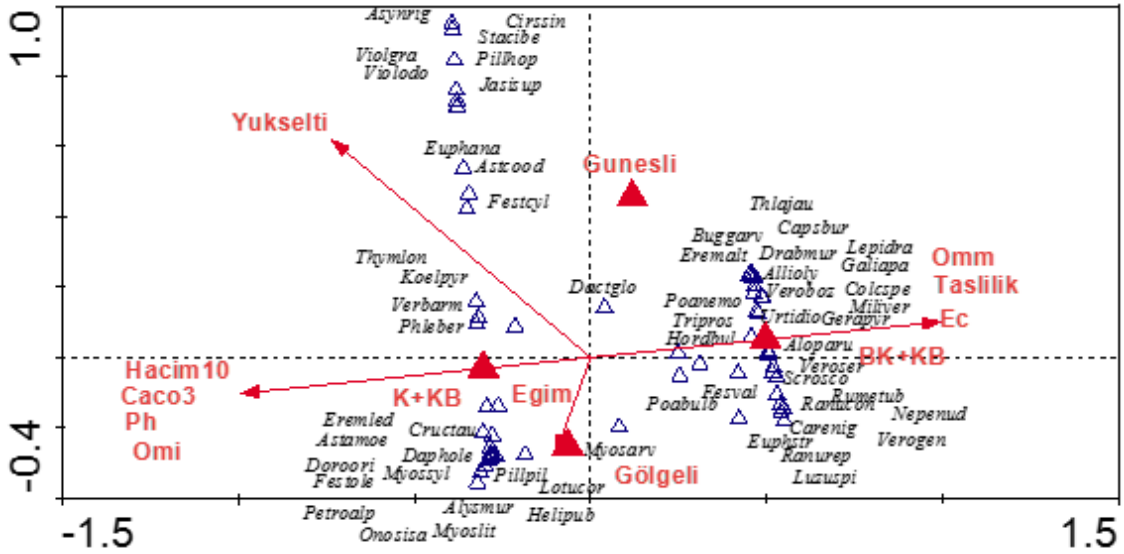 1.0
Asynrig
Cirssin
Stacibe
Violgra
Pillhop
Violodo
Jasisup
Yukselti
Euphana
Astcood
Gunesli
Festcyl
Thlajau
Capsbur
Buggarv
Drabmur
Lepidra
Eremalt
Galiapa
Omm
Thymlon
Allioly
Koelpyr
Dactglo
Verobоz
Colcspe
Taslilik
Verbarm
Poanemo
Miliver
Phleber
Tripros
Urtidio
Gerapyr
Ec
Hordbul
Aloparu
BK+KB
Hacim10
Veroser
Caco3
K+KB
Egim
Fesval
Scrosco
Ph
Poabulb
Ranucon
Rumetub
Nepenud
Omi
Eremled
Cructau
Carenig
Astamoe
Myosarv
Euphstr
Verogen
Daphole
Ranurep
Doroori
Myossyl
Pillpil
Gölgeli
Festole
Lotucor
Lususpi
-0.4
Petroalp
Alysmur
Helipub
Onosisa
Myoslit
-1.5
1.5